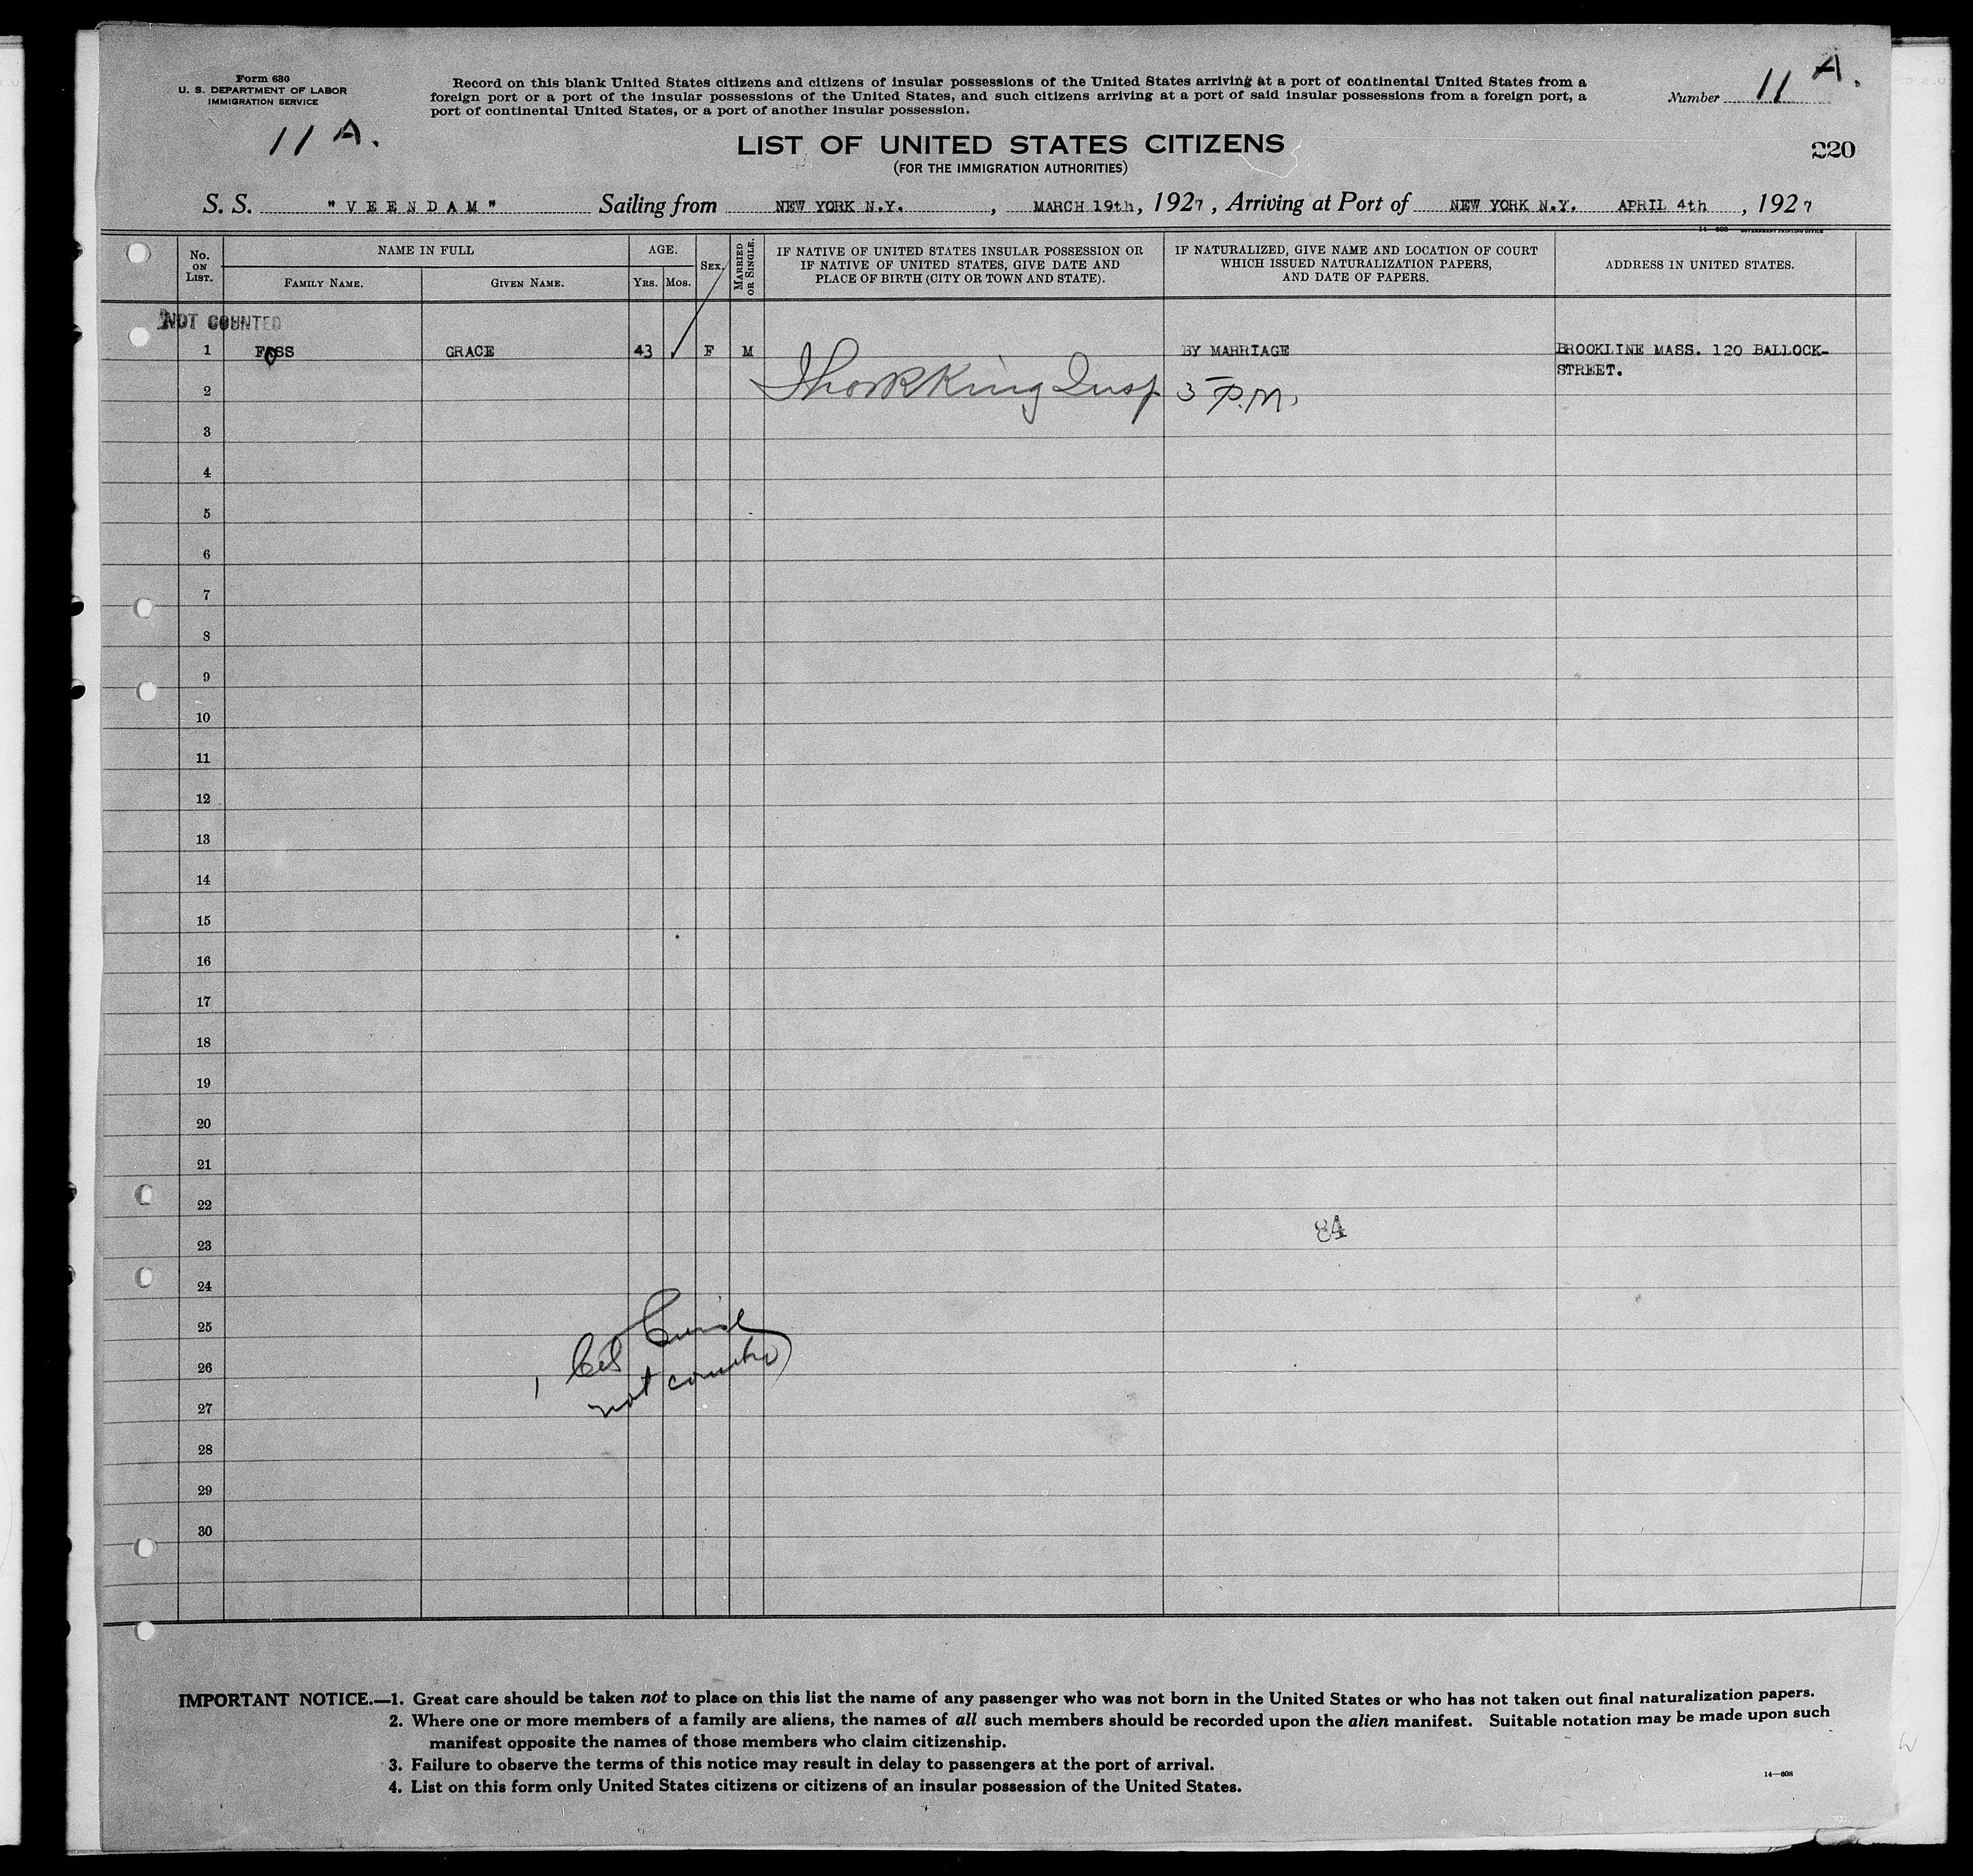 Form 630
U. S. DEPARTMENT OF LABOR
IMMIGRATION SERVICE
Record on this blank United States citizens and citizens of insular possessions of the United States arriving at a port of continental United States from a
foreign port or a port of the insular possessions of the United States, and such citizens arriving at a port of said insular possessions from a foreign port, a
port of continental United States, or a port of another insular possession.
Number 11 A.
11 A.
LIST OF UNITED STATES CITIZENS
(FOR THE IMMIGRATION AUTHORITIES)
220
S. S. "VEENDAM" Sailing from NEW YORK N.Y. , MARCH 19th, 1927, Arriving at Port of NEW YORK N.Y. APRIL 4th , 1927
14—608 GOVERNMENT PRINTING OFFICE
No. ON LIST.
NAME IN FULL
FAMILY NAME.
GIVEN NAME.
AGE.
YRS.
MOS.
SEX.
MARRIED OR SINGLE.
IF NATIVE OF UNITED STATES INSULAR POSSESSION OR
IF NATIVE OF UNITED STATES, GIVE DATE AND
PLACE OF BIRTH (CITY OR TOWN AND STATE).
IF NATURALIZED, GIVE NAME AND LOCATION OF COURT
WHICH ISSUED NATURALIZATION PAPERS,
AND DATE OF PAPERS.
ADDRESS IN UNITED STATES.
NOT COUNTED
1 FOSS GRACE 43 F M BY MARRIAGE BROOKLINE MASS. 120 BALLOCK-
STREET.
2 King Insp 3 P.M.
3
4
5
6
7
8
9
10
11
12
13
14
15
16
17
18
19
20
21
22
84
23
24
25
26
not counted
27
28
29
30
IMPORTANT NOTICE.—1. Great care should be taken not to place on this list the name of any passenger who was not born in the United States or who has not taken out final naturalization papers.
2. Where one or more members of a family are aliens, the names of all such members should be recorded upon the alien manifest. Suitable notation may be made upon such
manifest opposite the names of those members who claim citizenship.
3. Failure to observe the terms of this notice may result in delay to passengers at the port of arrival.
4. List on this form only United States citizens or citizens of an insular possession of the United States.
14—608